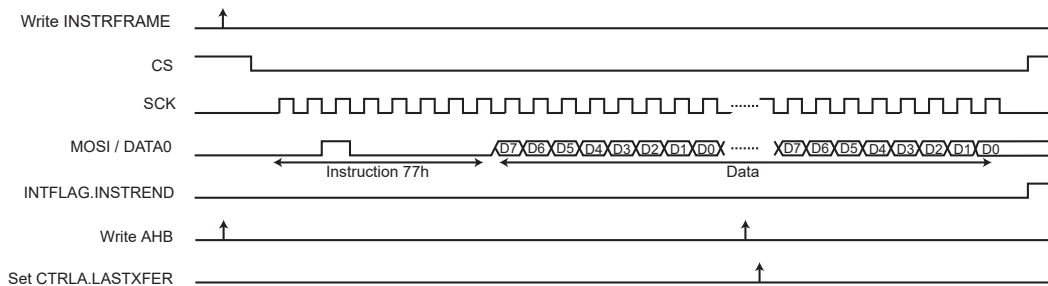 Write INSTRFRAME
CS
SCK
MOSI / DATA0 D7 D6 D5 D4 D3 D2 D1 D0 ........ D7 D6 D5 D4 D3 D2 D1 D0
Instruction 77h Data
INTFLAG.INSTREND
Write AHB
Set CTRLA.LASTXFER